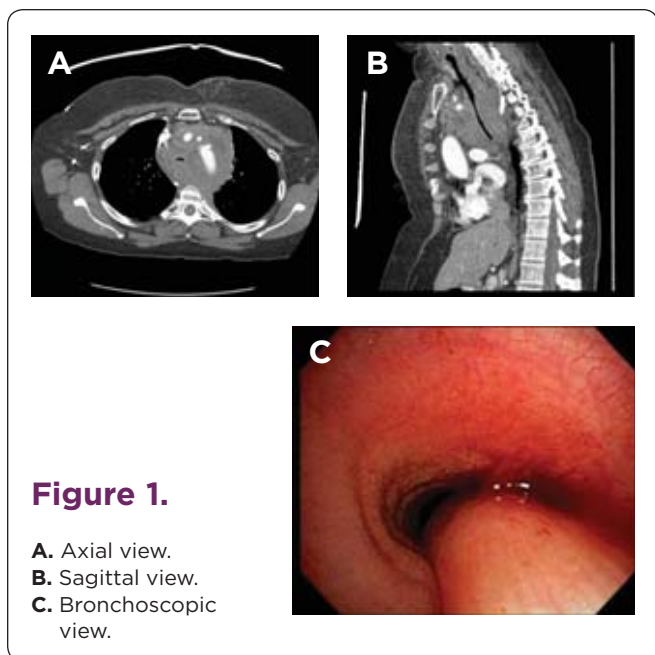 A
B
C
Figure 1.
A. Axial view.
B. Sagittal view.
C. Bronchoscopic
view.